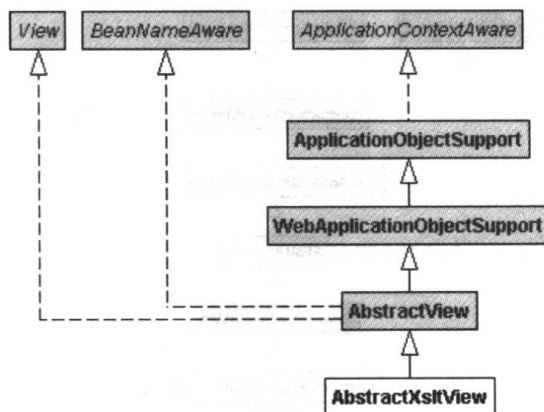 View BeanNameAware ApplicationContextAware
ApplicationObjectSupport
WebApplicationObjectSupport
AbstractView
AbstractXsltView